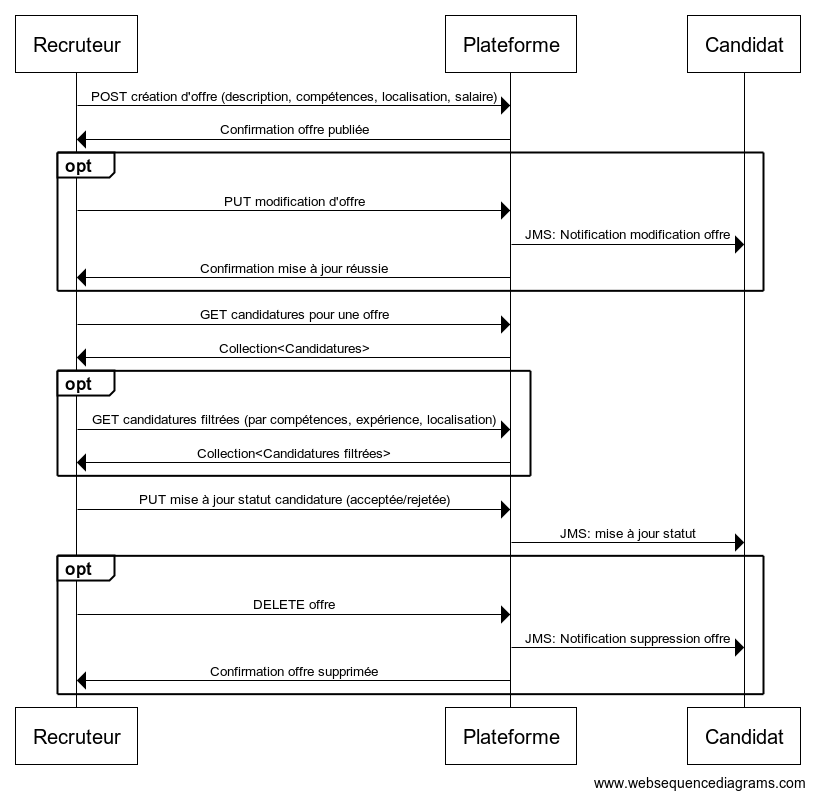 Recruteur
Plateforme
Candidat
POST création d'offre (description, compétences, localisation, salaire)
Confirmation offre publiée
opt
PUT modification d'offre
JMS: Notification modification offre
Confirmation mise à jour réussie
GET candidatures pour une offre
Collection<Candidatures>
opt
GET candidatures filtrées (par compétences, expérience, localisation)
Collection<Candidatures filtrées>
PUT mise à jour statut candidature (acceptée/rejetée)
JMS: mise à jour statut
opt
DELETE offre
JMS: Notification suppression offre
Confirmation offre supprimée
Recruteur
Plateforme
Candidat
www.websequencediagrams.com